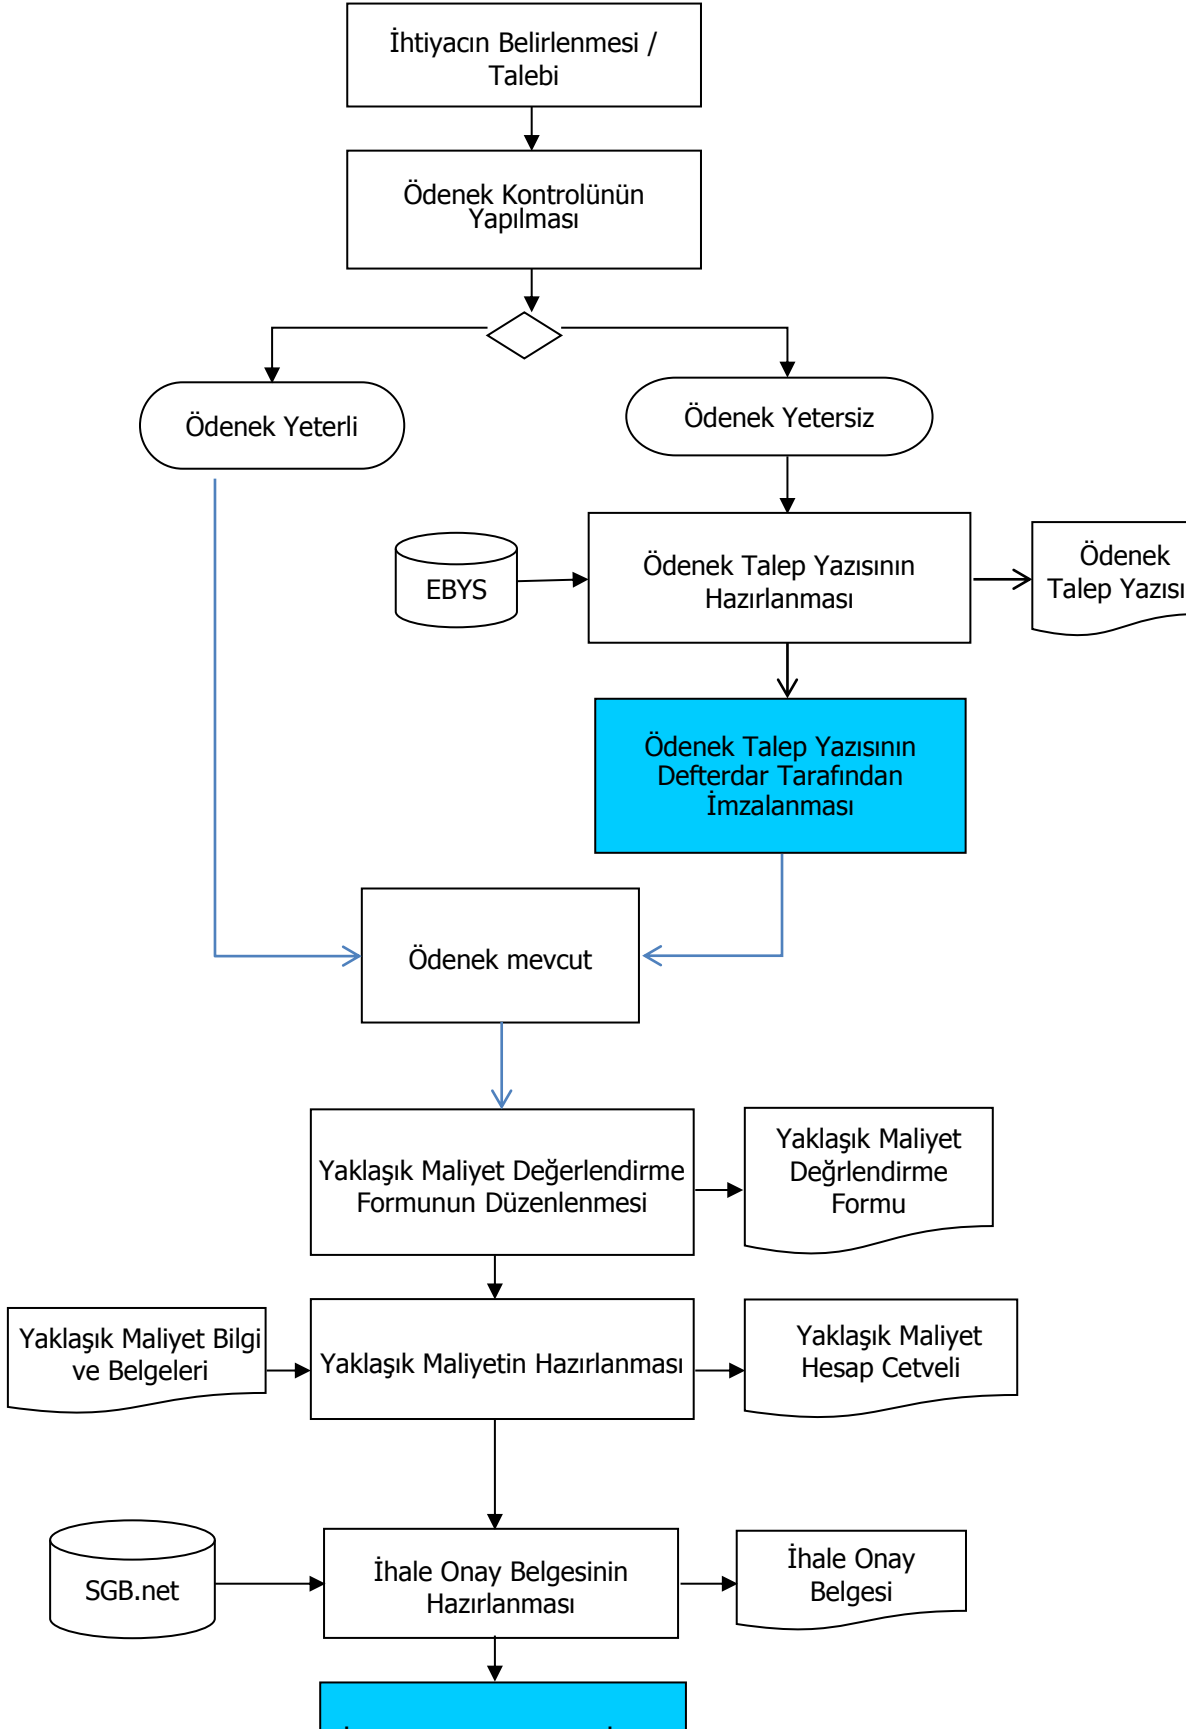 İhtiyacın Belirlenmesi /
Talebi
Ödenek Kontrolünün
Yapılması
Ödenek Yeterli
Ödenek Yetersiz
EBYS
Ödenek Talep Yazısının
Hazırlanması
Ödenek
Talep Yazısı
Ödenek Talep Yazısının
Defterdar Tarafından
İmzalanması
Ödenek mevcut
Yaklaşık Maliyet Değerlendirme
Formunun Düzenlenmesi
Yaklaşık Maliyet
Değrlendirme
Formu
Yaklaşık Maliyet Bilgi
ve Belgeleri
Yaklaşık Maliyetin Hazırlanması
Yaklaşık Maliyet
Hesap Cetveli
SGB.net
İhale Onay Belgesinin
Hazırlanması
İhale Onay
Belgesi